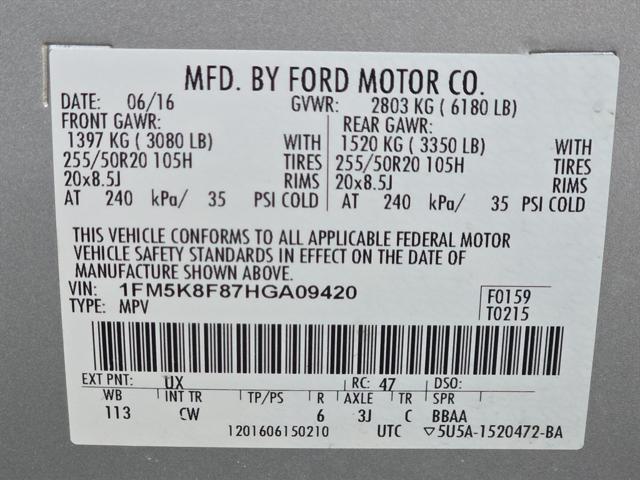 MFD. BY FORD MOTOR CO.
DATE: 06/16 GVWR: 2803 KG ( 6180 LB)
FRONT GAWR: REAR GAWR:
1397 KG ( 3080 LB) WITH 1520 KG ( 3350 LB) WITH
255/50R20 105H TIRES 255/50R20 105H TIRES
20x8.5J RIMS 20x8.5J RIMS
AT 240 kPa/ 35 PSI COLD AT 240 kPa/ 35 PSI COLD
THIS VEHICLE CONFORMS TO ALL APPLICABLE FEDERAL MOTOR
VEHICLE SAFETY STANDARDS IN EFFECT ON THE DATE OF
MANUFACTURE SHOWN ABOVE.
VIN: 1FM5K8F87HGA09420 F0159
TYPE: MPV T0215
EXT PNT: UX RC: 47 DSO:
WB INT TR TP/PS R AXLE TR SPR
113 CW 6 3J C BBAA
1201606150210 UTC ▽5U5A-1520472-BA